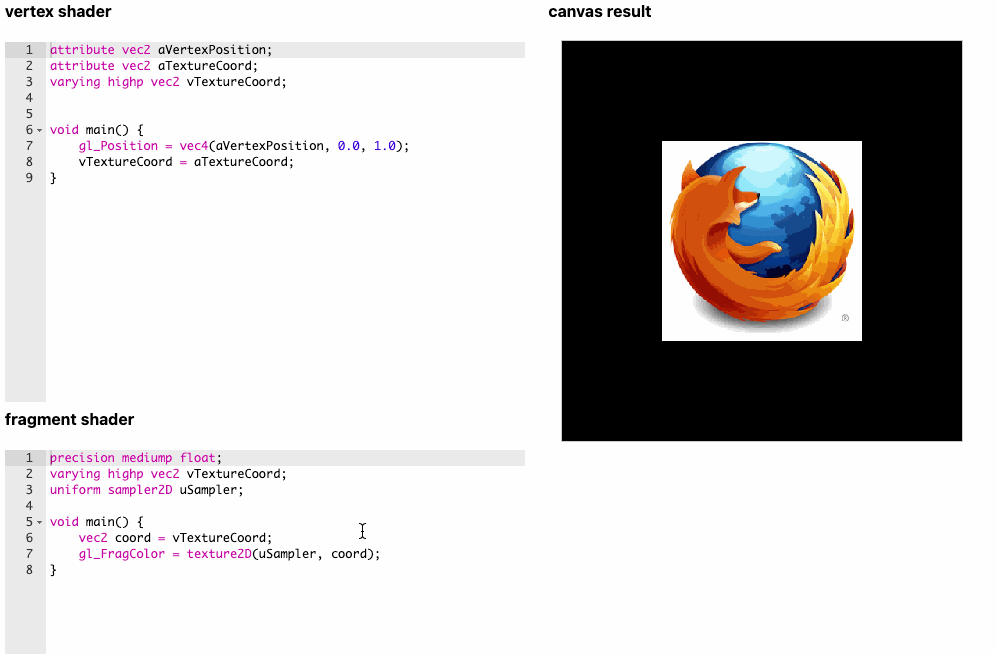 vertex shader
1 attribute vec2 aVertexPosition;
2 attribute vec2 aTextureCoord;
3 varying highp vec2 vTextureCoord;
4
5
6 void main() {
7     gl_Position = vec4(aVertexPosition, 0.0, 1.0);
8     vTextureCoord = aTextureCoord;
9 }
fragment shader
1 precision mediump float;
2 varying highp vec2 vTextureCoord;
3 uniform sampler2D uSampler;
4
5 void main() {
6     vec2 coord = vTextureCoord;
7     gl_FragColor = texture2D(uSampler, coord);
8 }
canvas result
®